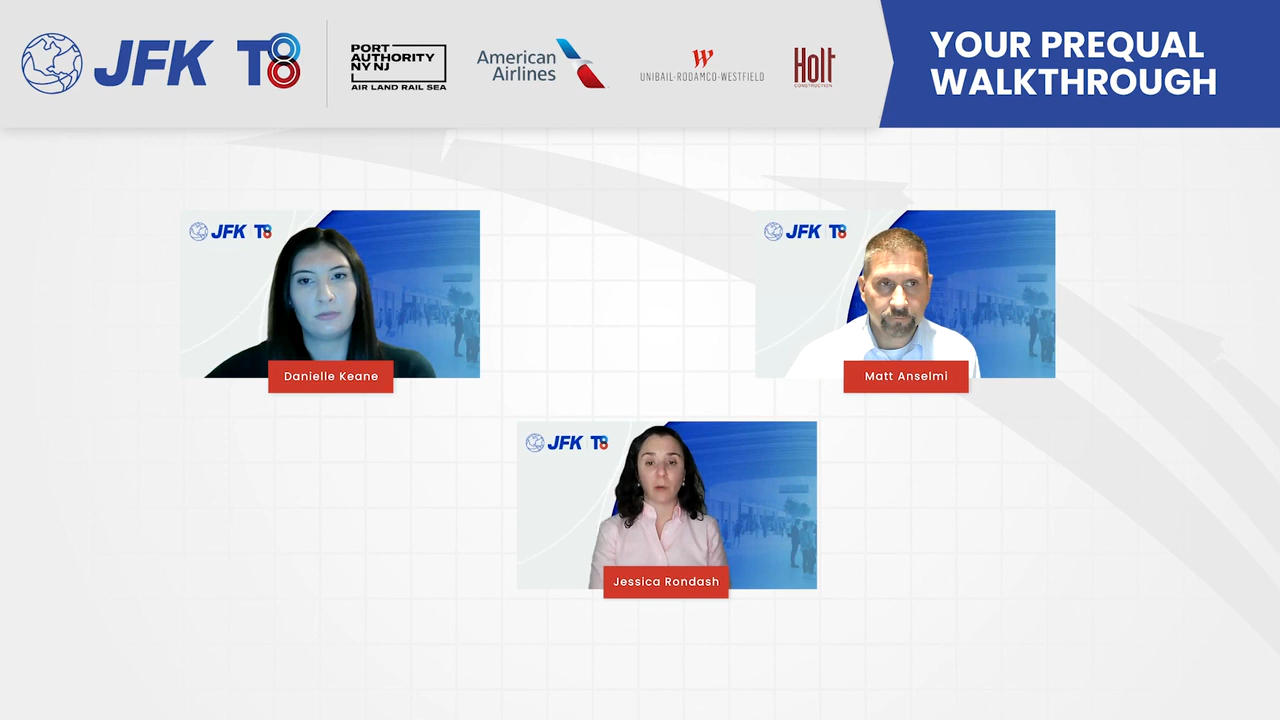 JFK T8
PORT
AUTHORITY
NY NJ
AIR LAND RAIL SEA
American
Airlines
UNIBAIL-RODAMCO-WESTFIELD
Holt
CONSTRUCTION
YOUR PREQUAL
WALKTHROUGH
JFK T8
Danielle Keane
JFK T8
Matt Anselmi
JFK T8
Jessica Rondash